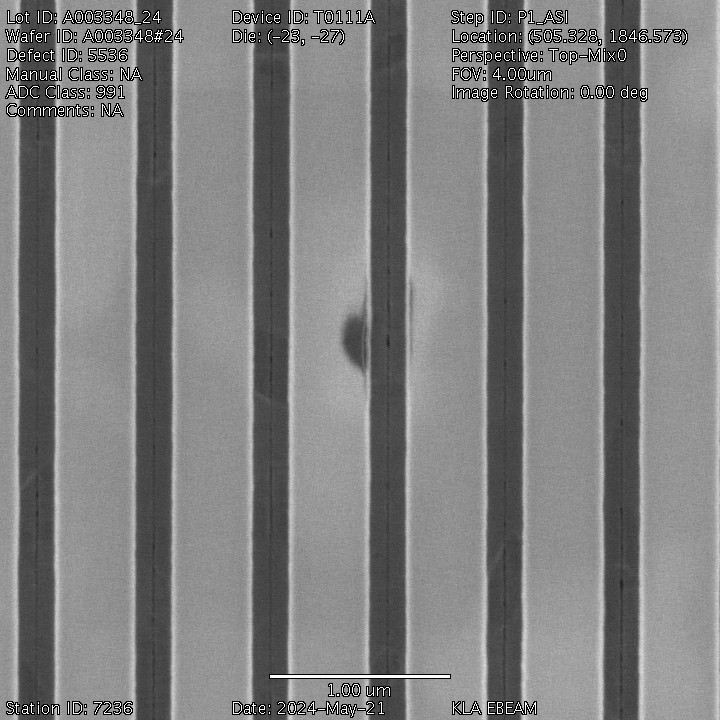 Lot ID: A003348_24
Device ID: T0111A
Step ID: P1_ASI
Wafer ID: A003348#24
Die: (-23, -27)
Location: (505.328, 1846.573)
Defect ID: 5536
Perspective: Top-Mix0
Manual Class: NA
FOV: 4.00um
ADC Class: 991
Image Rotation: 0.00 deg
Comments: NA
1.00 um
Station ID: 7236
Date: 2024-May-21
KLA EBEAM